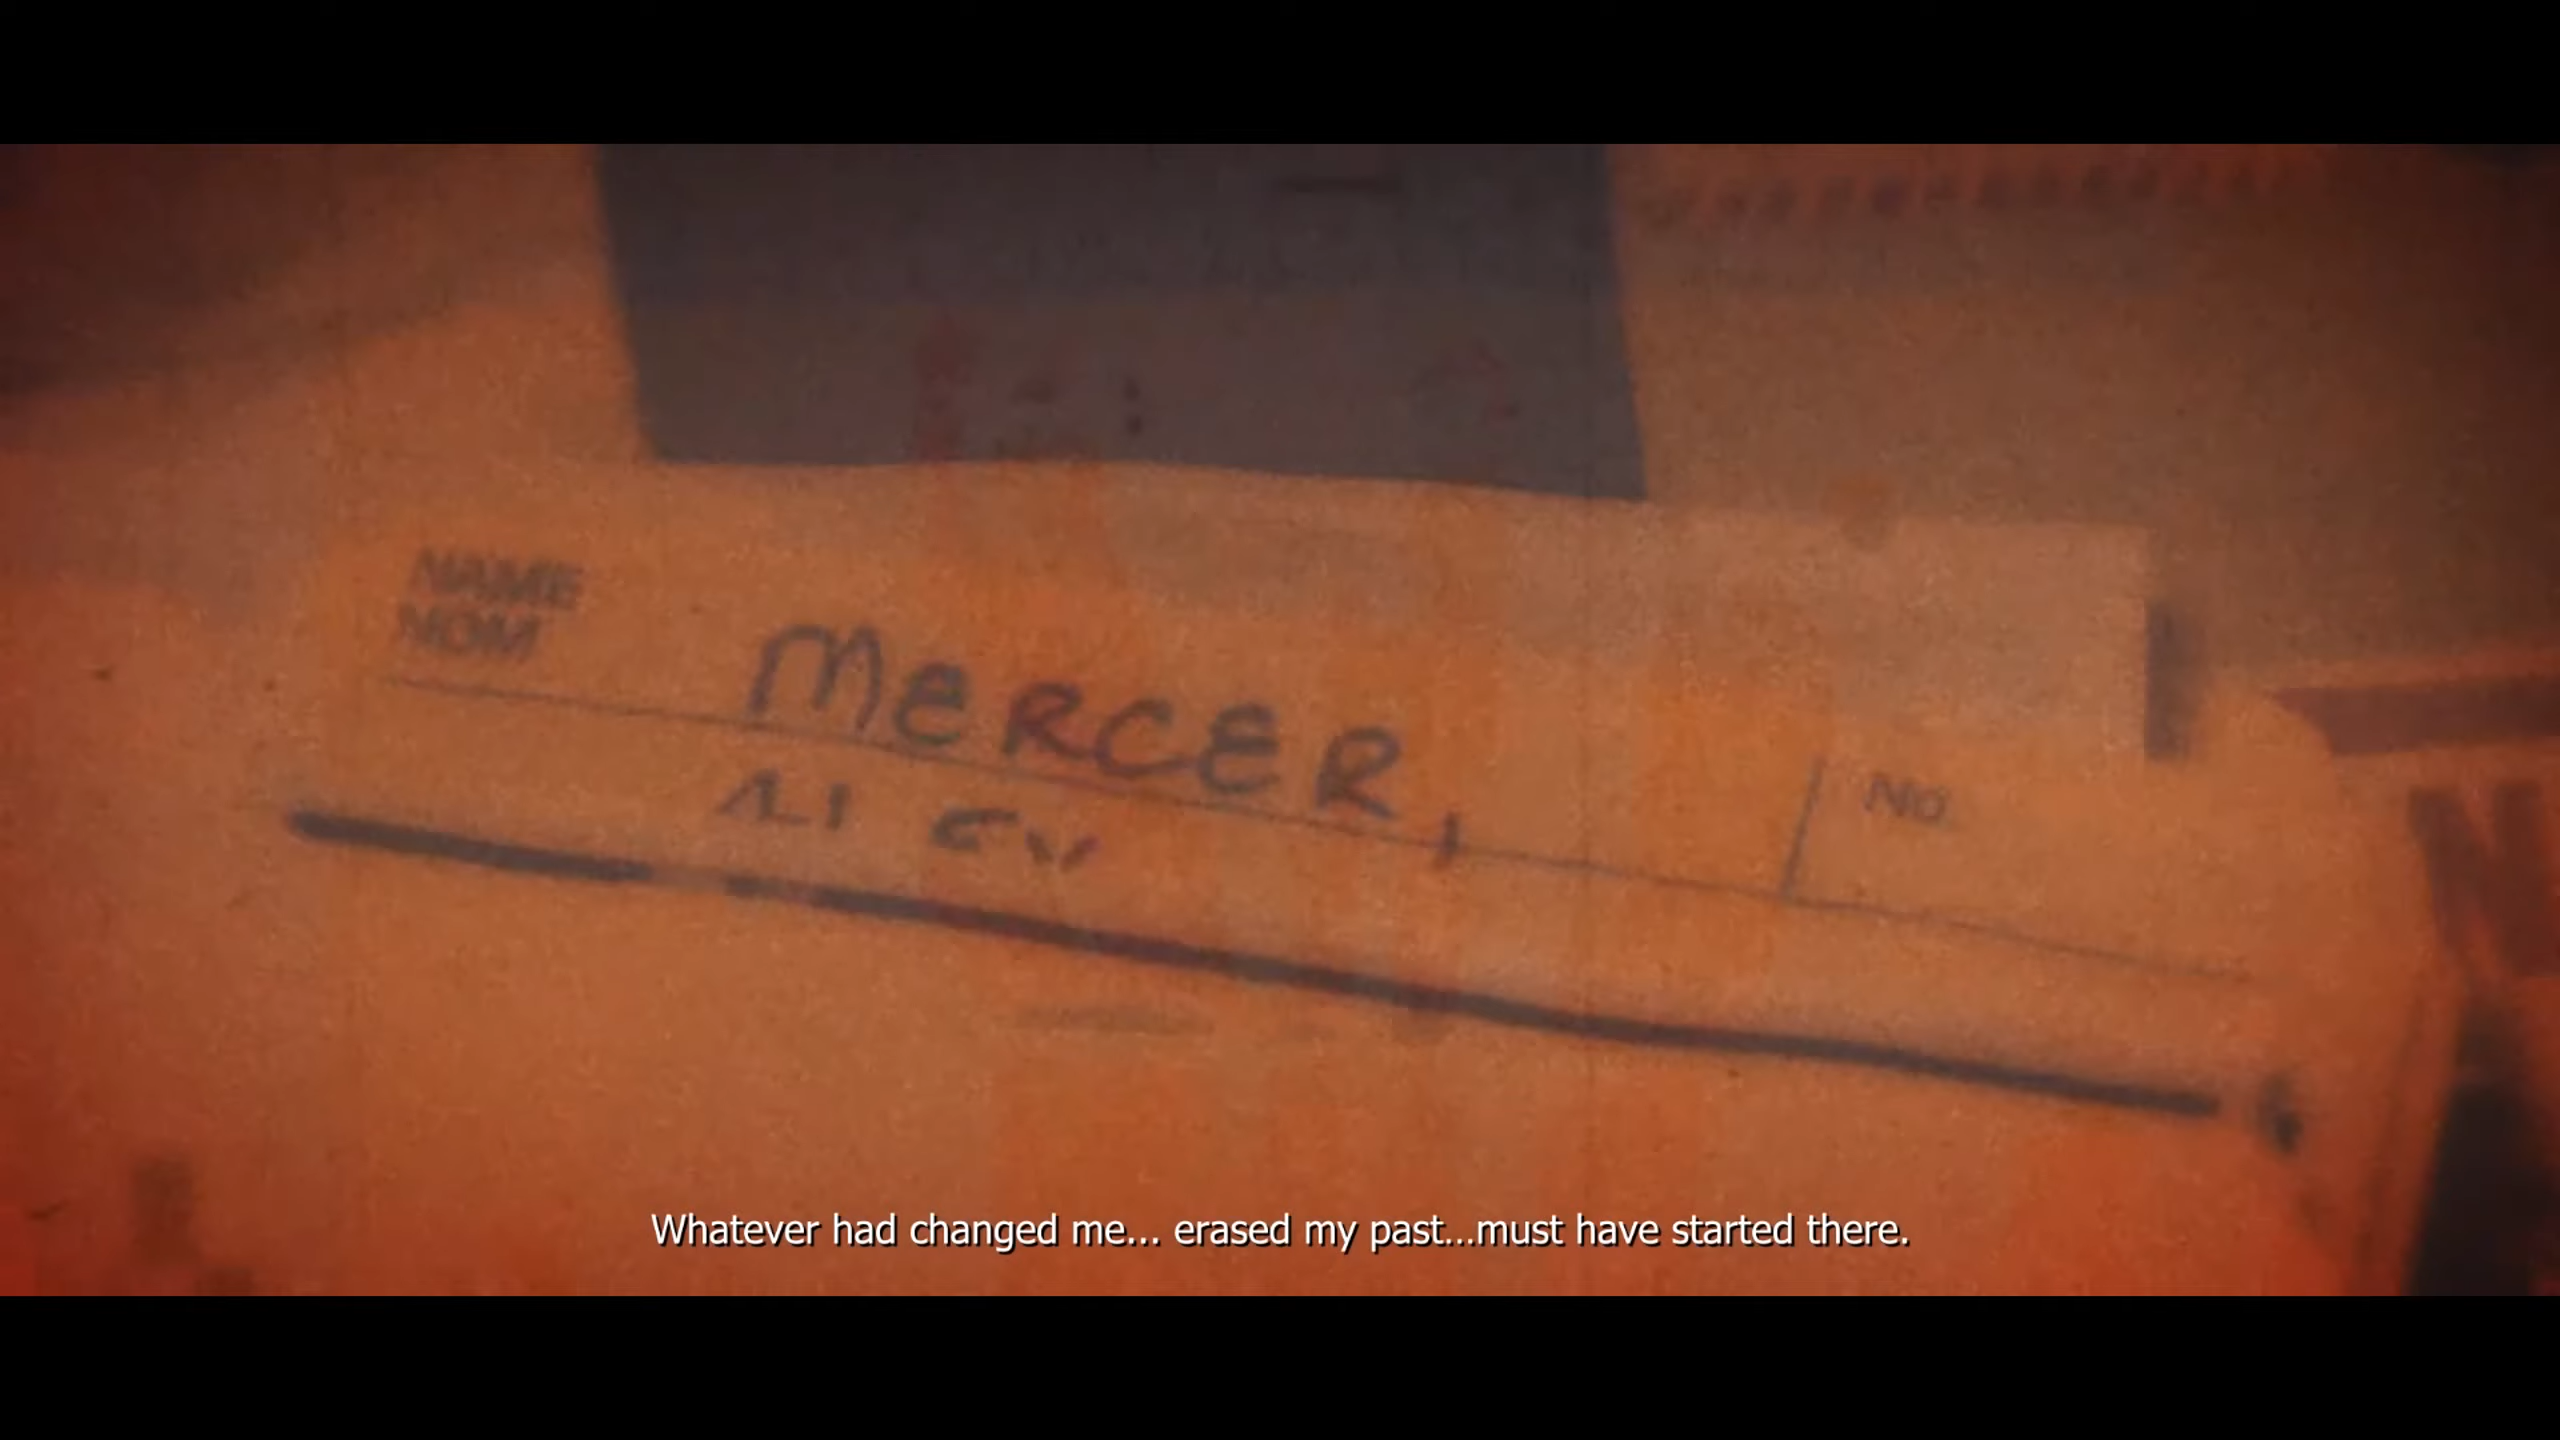 NAME
NOM
MERCER,
No
Whatever had changed me... erased my past...must have started there.